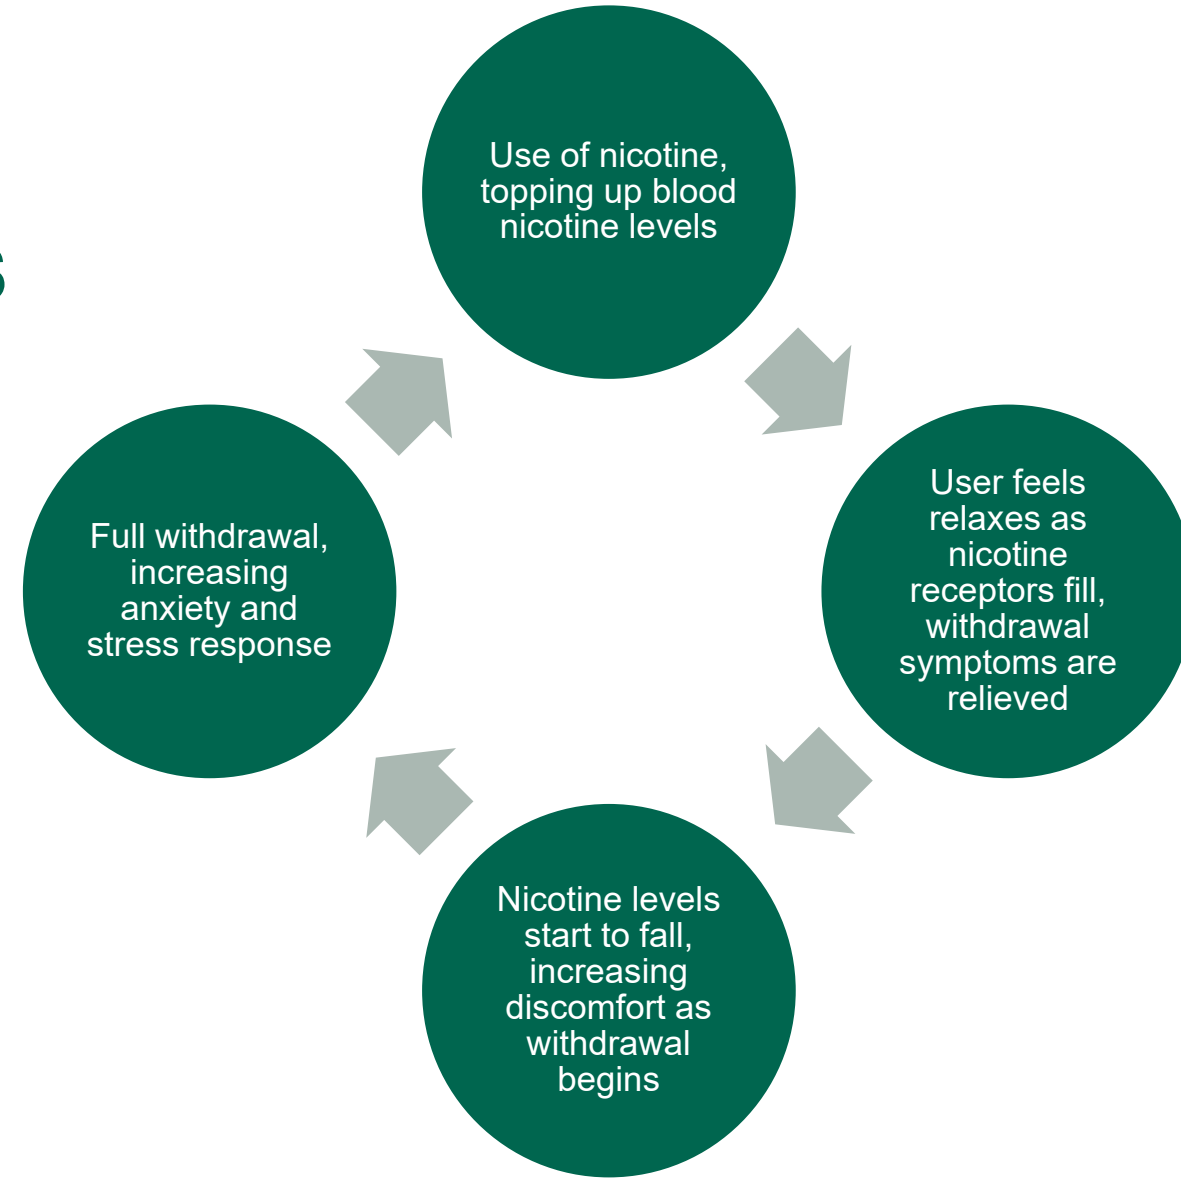 Use of nicotine,
topping up blood
nicotine levels
s
User feels
relaxes as
nicotine
receptors fill,
withdrawal
symptoms are
relieved
Nicotine levels
start to fall,
increasing
discomfort as
withdrawal
begins
Full withdrawal,
increasing
anxiety and
stress response